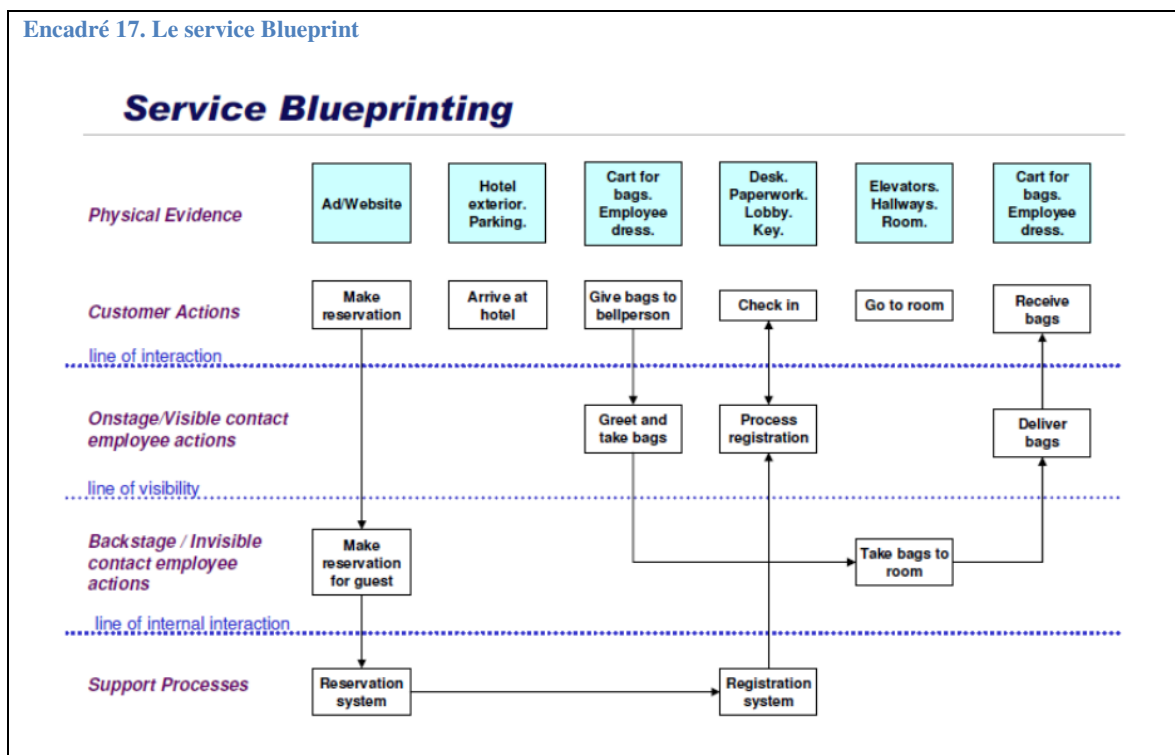 Encadré 17. Le service Blueprint
Service Blueprinting
Physical Evidence
Ad/Website
Hotel
exterior.
Parking.
Cart for
bags.
Employee
dress.
Desk.
Paperwork.
Lobby.
Key.
Elevators.
Hallways.
Room.
Cart for
bags.
Employee
dress.
Customer Actions
Make
reservation
Arrive at
hotel
Give bags to
bellperson
Check in
Go to room
Receive
bags
line of interaction
Onstage/Visible contact
employee actions
Greet and
take bags
Process
registration
Deliver
bags
line of visibility
Backstage / Invisible
contact employee
actions
Make
reservation
for guest
Take bags to
room
line of internal interaction
Support Processes
Reservation
system
Registration
system